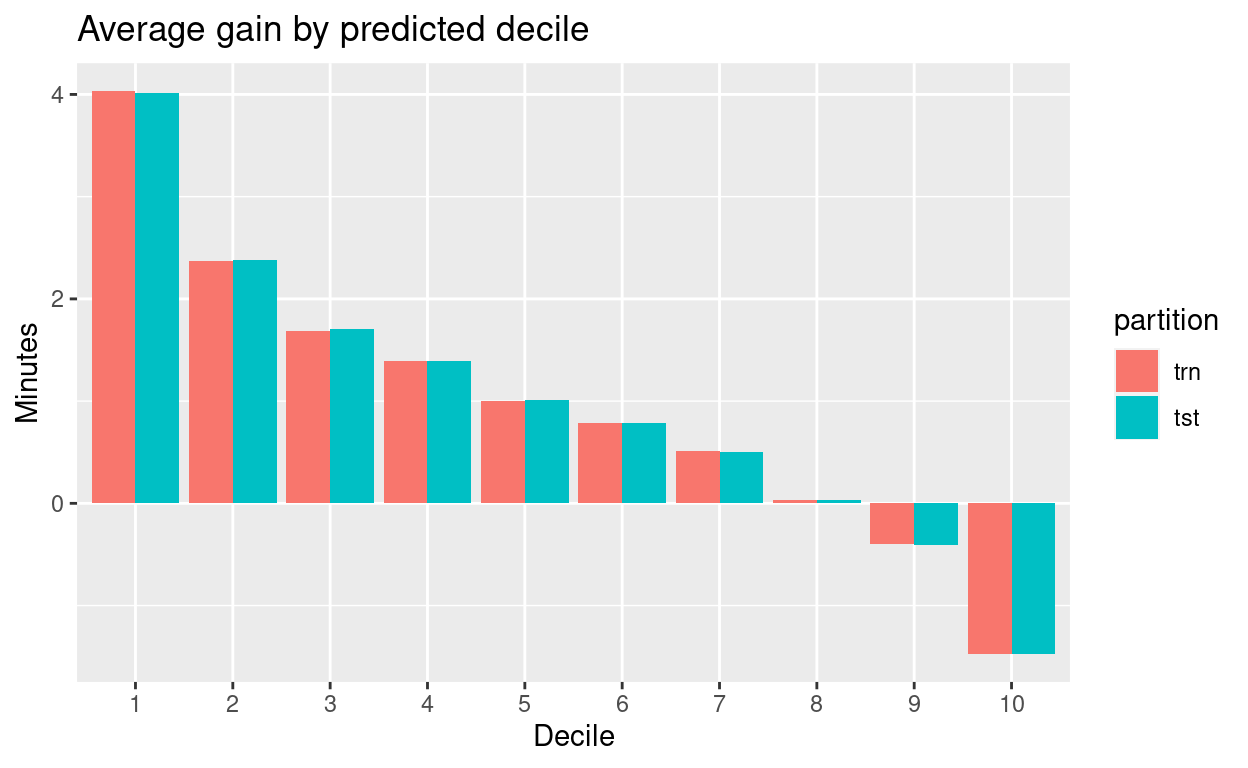 Average gain by predicted decile
4
2
0
Minutes
1 2 3 4 5 6 7 8 9 10
Decile
partition
trn
tst